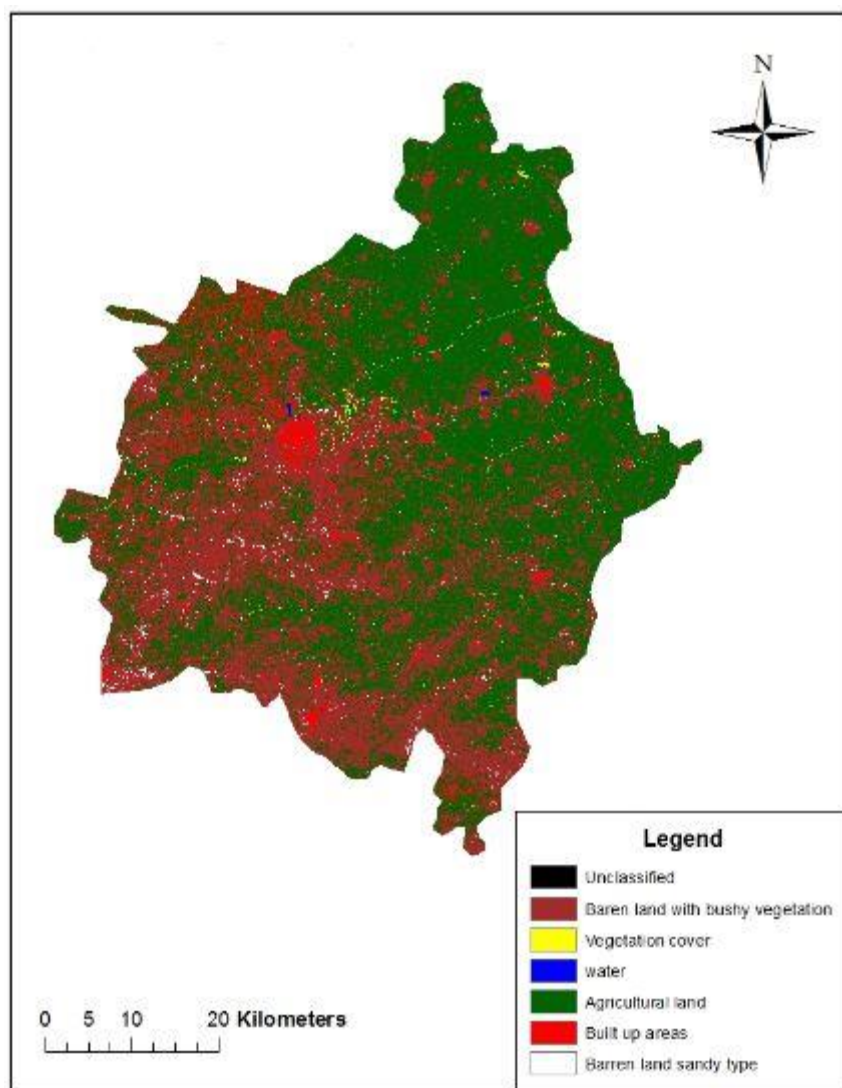 N
Legend
Unclassified
Baren land with bushy vegetation
Vegetation cover
water
Agricultural land
Built up areas
Barren land sandy type
0 5 10 20 Kilometers